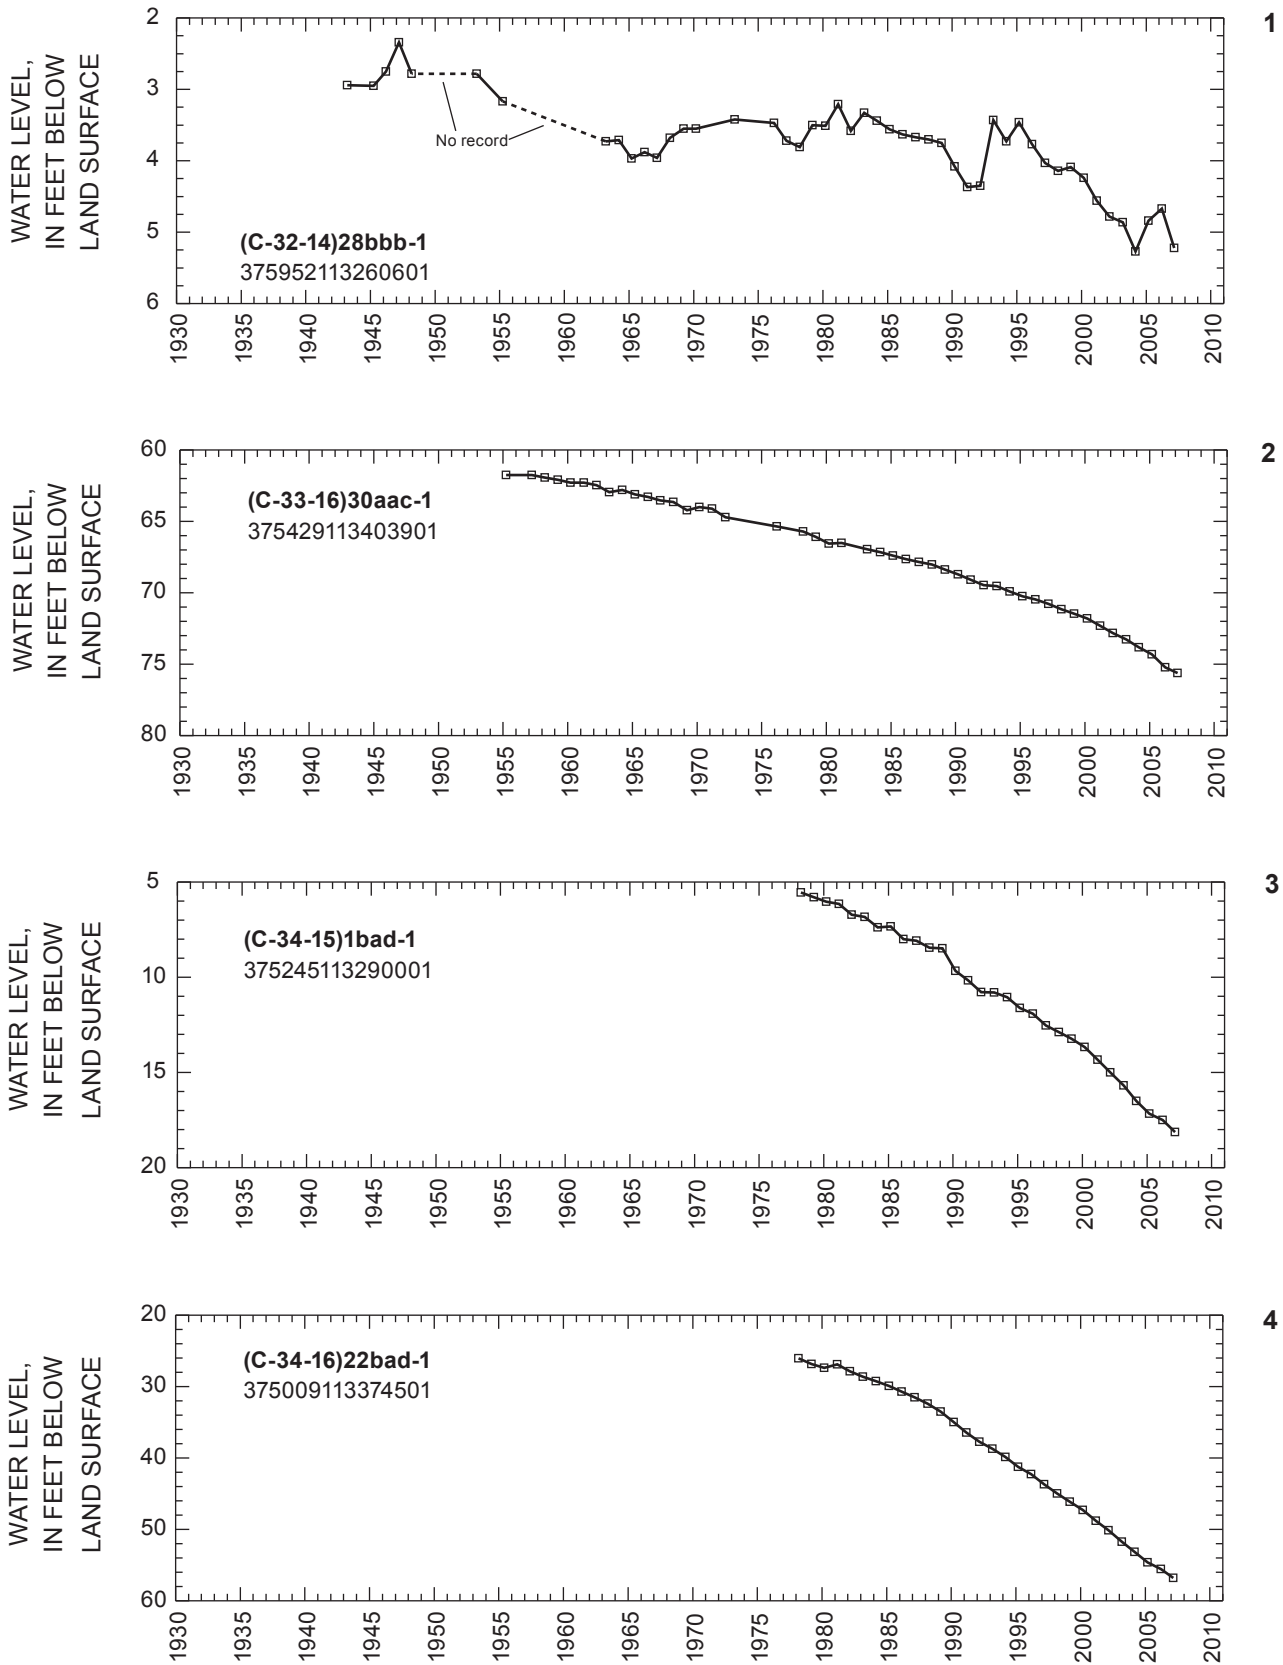 1
WATER LEVEL,
IN FEET BELOW
LAND SURFACE
2
3
4
5
6
No record
(C-32-14)28bbb-1
375952113260601
1930 1935 1940 1945 1950 1955 1960 1965 1970 1975 1980 1985 1990 1995 2000 2005 2010
2
WATER LEVEL,
IN FEET BELOW
LAND SURFACE
60
65
70
75
80
(C-33-16)30aac-1
375429113403901
1930 1935 1940 1945 1950 1955 1960 1965 1970 1975 1980 1985 1990 1995 2000 2005 2010
3
WATER LEVEL,
IN FEET BELOW
LAND SURFACE
5
10
15
20
(C-34-15)1bad-1
375245113290001
1930 1935 1940 1945 1950 1955 1960 1965 1970 1975 1980 1985 1990 1995 2000 2005 2010
4
WATER LEVEL,
IN FEET BELOW
LAND SURFACE
20
30
40
50
60
(C-34-16)22bad-1
375009113374501
1930 1935 1940 1945 1950 1955 1960 1965 1970 1975 1980 1985 1990 1995 2000 2005 2010